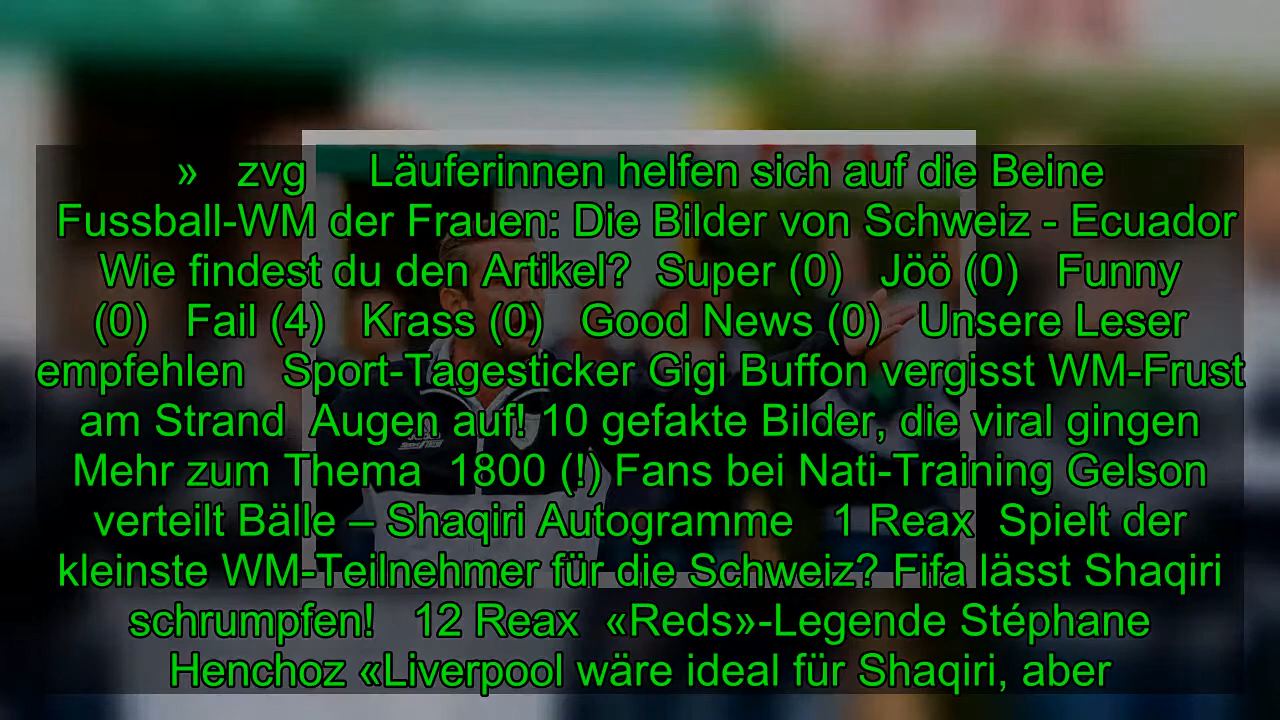 » zvg Läuferinnen helfen sich auf die Beine
Fussball-WM der Frauen: Die Bilder von Schweiz - Ecuador
Wie findest du den Artikel? Super (0) Jöö (0) Funny
(0) Fail (4) Krass (0) Good News (0) Unsere Leser
empfehlen Sport-Tagesticker Gigi Buffon vergisst WM-Frust
am Strand Augen auf! 10 gefakte Bilder, die viral gingen
Mehr zum Thema 1800 (!) Fans bei Nati-Training Gelson
verteilt Bälle – Shaqiri Autogramme 1 Reax Spielt der
kleinste WM-Teilnehmer für die Schweiz? Fifa lässt Shaqiri
schrumpfen! 12 Reax «Reds»-Legende Stéphane
Henchoz «Liverpool wäre ideal für Shaqiri, aber